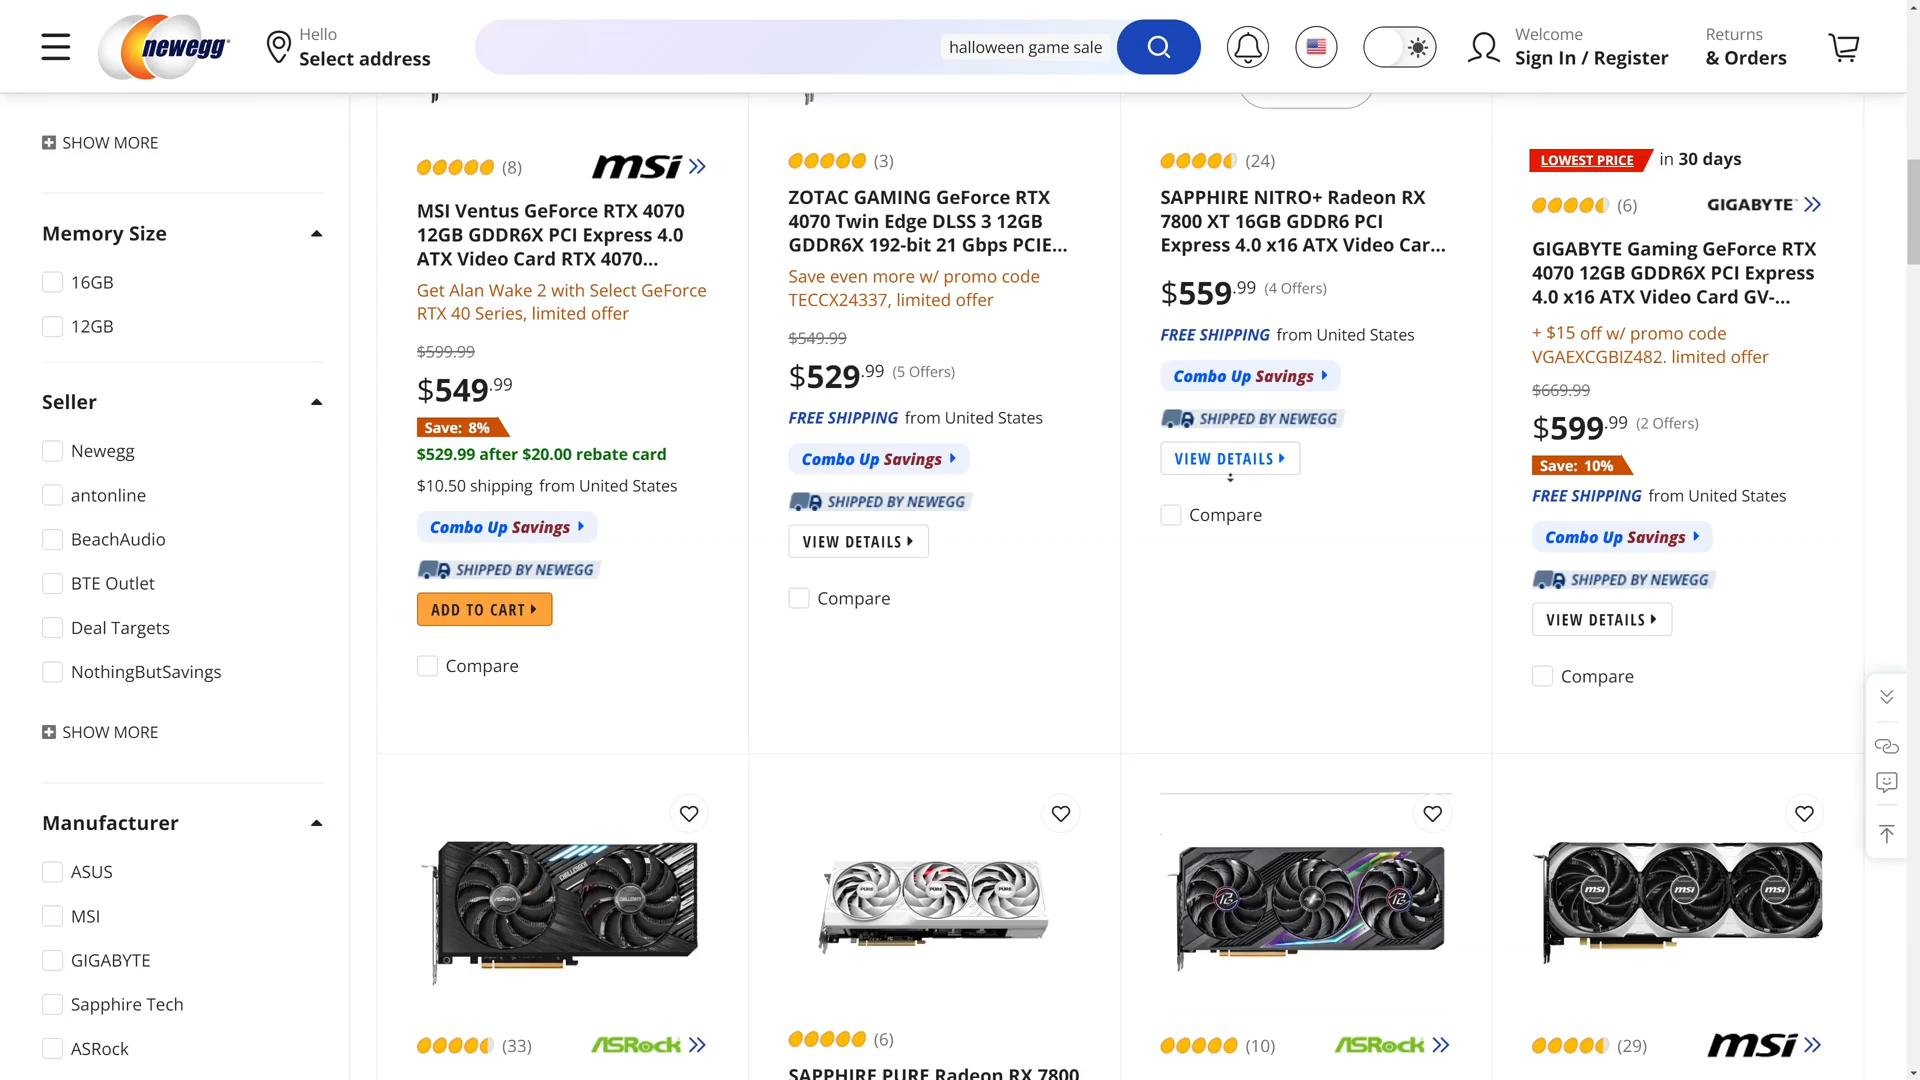 newegg
Hello
Select address
halloween game sale
Welcome
Sign In / Register
Returns
& Orders
SHOW MORE
Memory Size
16GB
12GB
Seller
Newegg
antonline
BeachAudio
BTE Outlet
Deal Targets
NothingButSavings
SHOW MORE
Manufacturer
ASUS
MSI
GIGABYTE
Sapphire Tech
ASRock
(8)
msi
MSI Ventus GeForce RTX 4070
12GB GDDR6X PCI Express 4.0
ATX Video Card RTX 4070...
Get Alan Wake 2 with Select GeForce
RTX 40 Series, limited offer
$599.99
$549.99
Save: 8%
$529.99 after $20.00 rebate card
$10.50 shipping from United States
Combo Up Savings
SHIPPED BY NEWEGG
ADD TO CART
Compare
(3)
ZOTAC GAMING GeForce RTX
4070 Twin Edge DLSS 3 12GB
GDDR6X 192-bit 21 Gbps PCIE...
Save even more w/ promo code
TECCX24337, limited offer
$549.99
$529.99 (5 Offers)
FREE SHIPPING from United States
Combo Up Savings
SHIPPED BY NEWEGG
VIEW DETAILS
Compare
(24)
SAPPHIRE NITRO+ Radeon RX
7800 XT 16GB GDDR6 PCI
Express 4.0 x16 ATX Video Car...
$559.99 (4 Offers)
FREE SHIPPING from United States
Combo Up Savings
SHIPPED BY NEWEGG
VIEW DETAILS
Compare
LOWEST PRICE in 30 days
(6)
GIGABYTE
GIGABYTE Gaming GeForce RTX
4070 12GB GDDR6X PCI Express
4.0 x16 ATX Video Card GV-...
+ $15 off w/ promo code
VGAEXCGBIZ482. limited offer
$669.99
$599.99 (2 Offers)
Save: 10%
FREE SHIPPING from United States
Combo Up Savings
SHIPPED BY NEWEGG
VIEW DETAILS
Compare
CHALLENGER
ASRock
CHALLENGER
PURE
PURE
PURE
msi
msi
msi
(33)
ASRock
(6)
SAPPHIRE PURE Radeon RX 7800
(10)
ASRock
(29)
msi